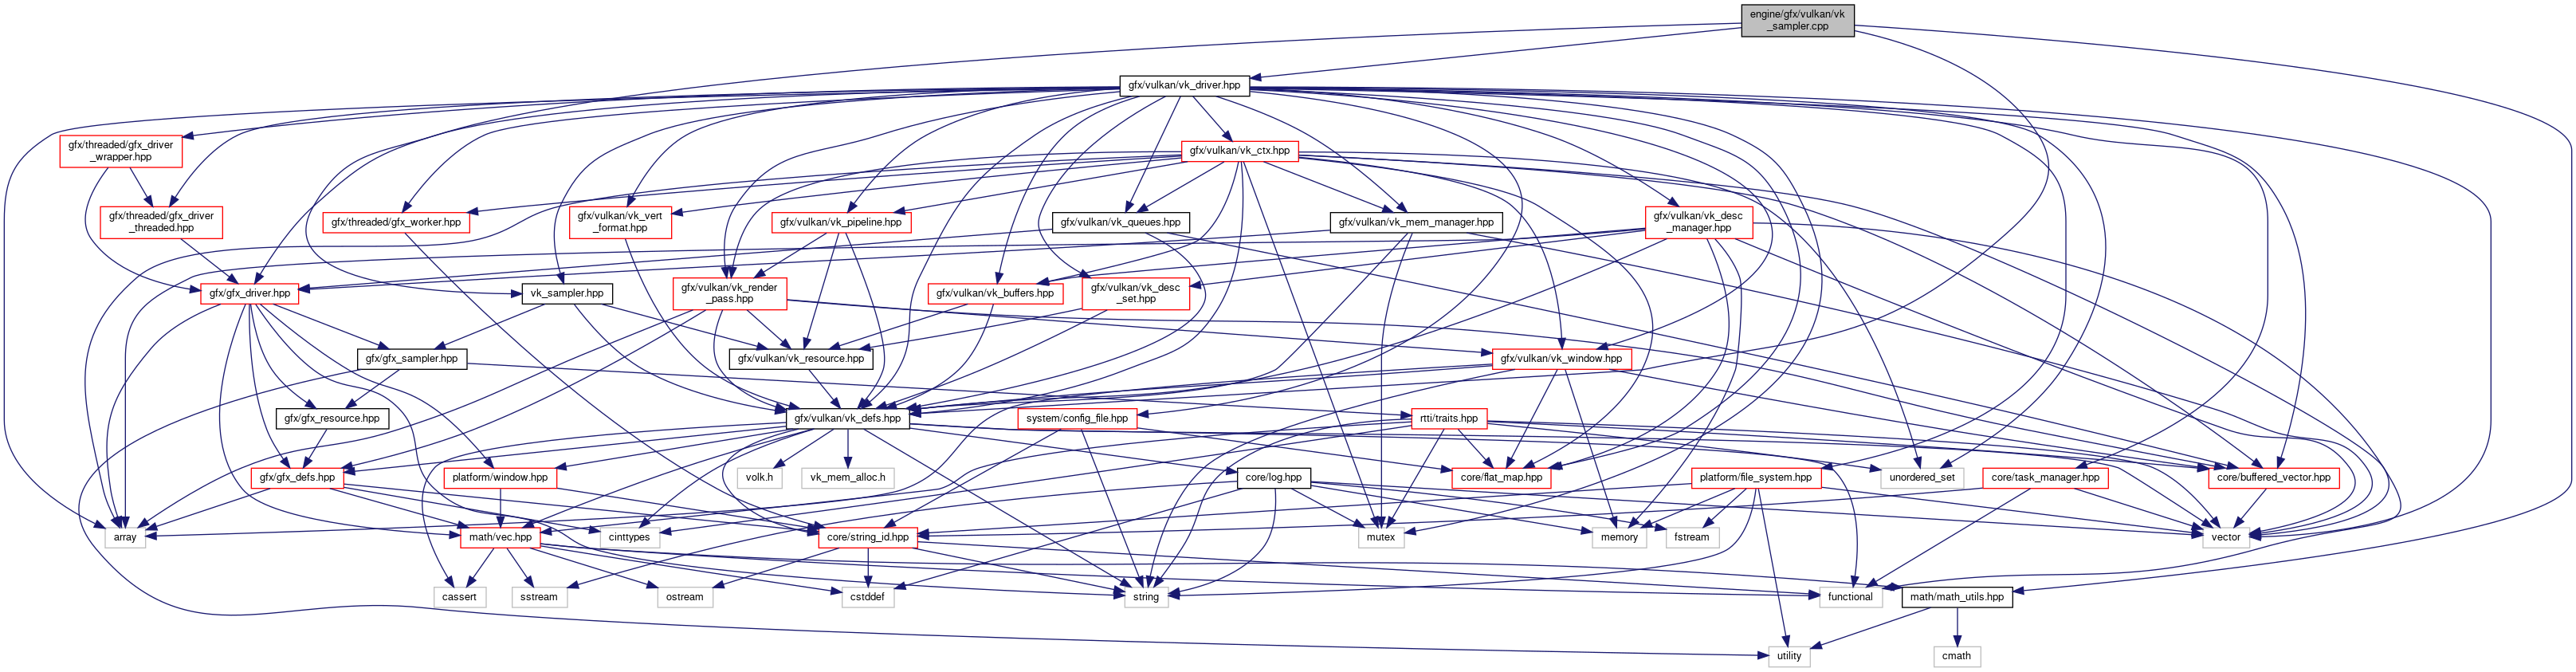 engine/gfx/vulkan/vk
_sampler.cpp
gfx/vulkan/vk_driver.hpp
gfx/threaded/gfx_driver
_wrapper.hpp
gfx/vulkan/vk_ctx.hpp
gfx/threaded/gfx_driver
_threaded.hpp
gfx/threaded/gfx_worker.hpp
gfx/vulkan/vk_vert
_format.hpp
gfx/vulkan/vk_pipeline.hpp
gfx/vulkan/vk_queues.hpp
gfx/vulkan/vk_mem_manager.hpp
gfx/vulkan/vk_desc
_manager.hpp
gfx/gfx_driver.hpp
vk_sampler.hpp
gfx/vulkan/vk_render
_pass.hpp
gfx/vulkan/vk_buffers.hpp
gfx/vulkan/vk_desc
_set.hpp
gfx/gfx_sampler.hpp
gfx/vulkan/vk_resource.hpp
gfx/vulkan/vk_window.hpp
gfx/gfx_resource.hpp
gfx/vulkan/vk_defs.hpp
system/config_file.hpp
rtti/traits.hpp
gfx/gfx_defs.hpp
platform/window.hpp
volk.h
vk_mem_alloc.h
core/log.hpp
core/flat_map.hpp
platform/file_system.hpp
unordered_set
core/task_manager.hpp
core/buffered_vector.hpp
array
math/vec.hpp
cinttypes
core/string_id.hpp
mutex
memory
fstream
vector
cassert
sstream
ostream
cstddef
string
functional
math/math_utils.hpp
utility
cmath